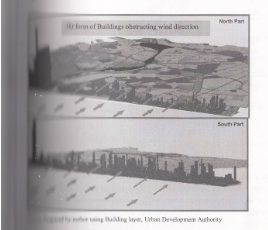 3D form of Buildings obstructing wind direction
North Part
South Part
by author using Building layer, Urban Development Authority